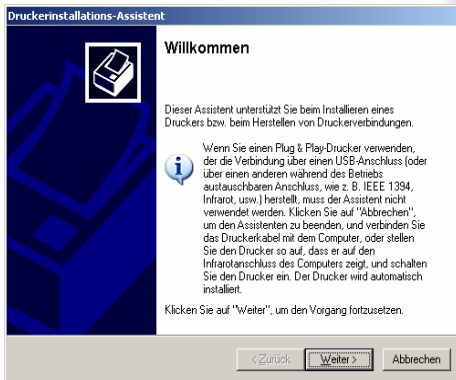 Druckerinstallations-Assistent
Willkommen
Dieser Assistent unterstützt Sie beim Installieren eines
Druckers bzw. beim Herstellen von Druckerverbindungen.
Wenn Sie einen Plug & Play-Drucker verwenden,
der die Verbindung über einen USB-Anschluss (oder
über einen anderen während des Betriebs
austauschbaren Anschluss, wie z. B. IEEE 1394,
Infrarot, usw.) herstellt, muss der Assistent nicht
verwendet werden. Klicken Sie auf "Abbrechen",
um den Assistenten zu beenden, und verbinden Sie
das Druckerkabel mit dem Computer, oder stellen
Sie den Drucker so auf, dass er auf den
Infrarotanschluss des Computers zeigt, und schalten
Sie den Drucker ein. Der Drucker wird automatisch
installiert.
Klicken Sie auf "Weiter", um den Vorgang fortzusetzen.
< Zurück Weiter > Abbrechen